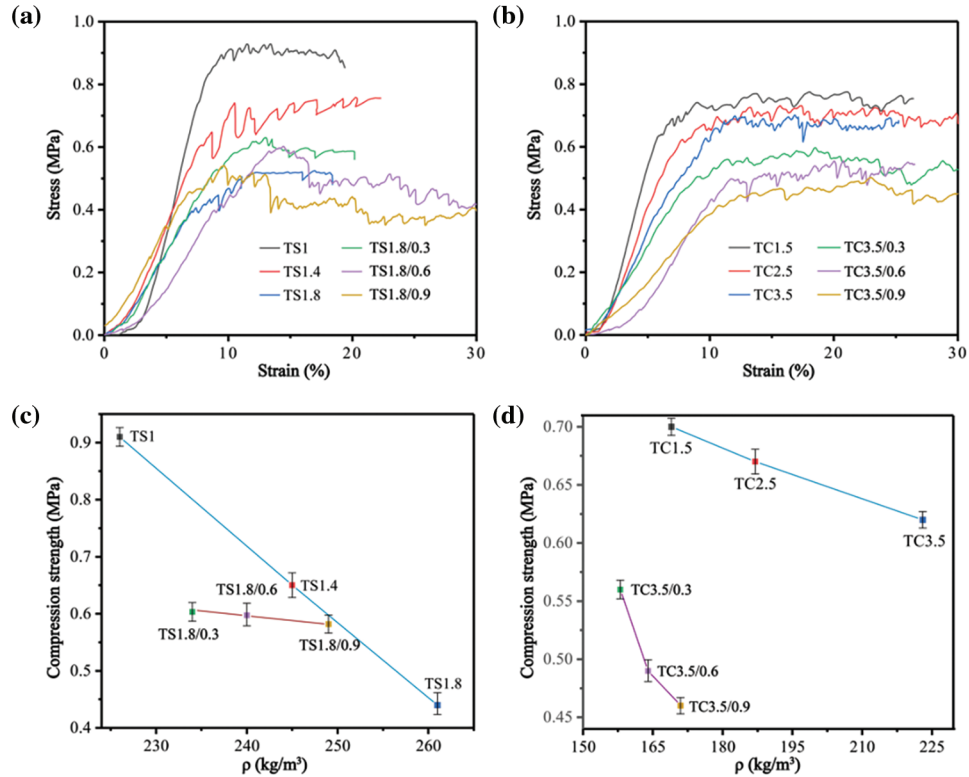 (a)
Stress (MPa)
1.0
0.8
0.6
0.4
0.2
0.0
0
10
20
30
Strain (%)
TS1
TS1.4
TS1.8
TS1.8/0.3
TS1.8/0.6
TS1.8/0.9
(b)
Stress (MPa)
1.0
0.8
0.6
0.4
0.2
0.0
0
10
20
30
Strain (%)
TC1.5
TC2.5
TC3.5
TC3.5/0.3
TC3.5/0.6
TC3.5/0.9
(c)
Compression strength (MPa)
0.9
0.8
0.7
0.6
0.5
0.4
230
240
250
260
ρ (kg/m³)
TS1
TS1.8/0.6
TS1.4
TS1.8/0.3
TS1.8/0.9
TS1.8
(d)
Compression strength (MPa)
0.70
0.65
0.60
0.55
0.50
0.45
150
165
180
195
210
225
ρ (kg/m³)
TC1.5
TC2.5
TC3.5
TC3.5/0.3
TC3.5/0.6
TC3.5/0.9